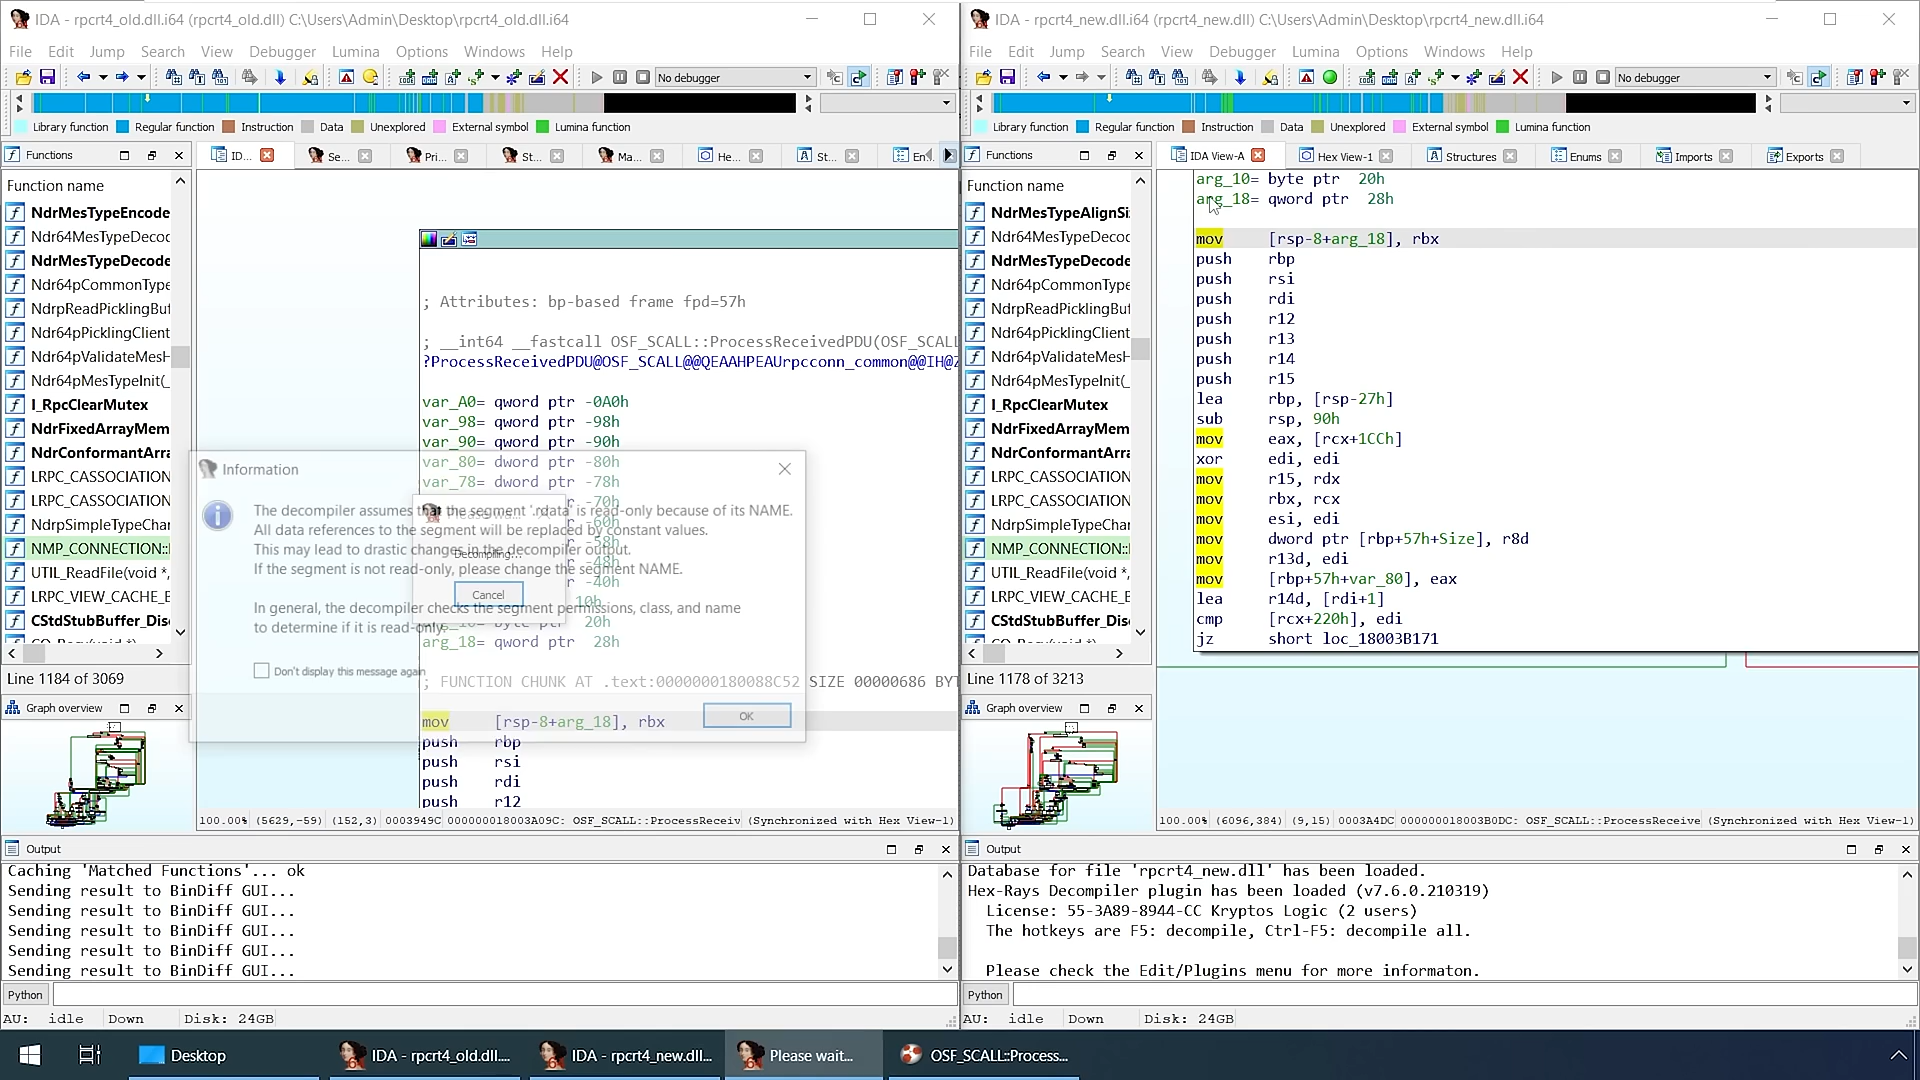 IDA - rpcrt4_old.dll.i64 (rpcrt4_old.dll) C:\Users\Admin\Desktop\rpcrt4_old.dll.i64
File Edit Jump Search View Debugger Lumina Options Windows Help
No debugger
Library function Regular function Instruction Data Unexplored External symbol Lumina function
Functions
ID... Se... Pri... St... Ma... He... St... En
Function name
NdrMesTypeEncode
Ndr64MesTypeDecod
NdrMesTypeDecode
Ndr64pCommonType
NdrpReadPicklingBuf
Ndr64pPicklingClient
Ndr64pValidateMesH
Ndr64pMesTypeInit(_
I_RpcClearMutex
NdrFixedArrayMem
NdrConformantArra
LRPC_CASSOCIATION
LRPC_CASSOCIATION
NdrpSimpleTypeChar
NMP_CONNECTION::
UTIL_ReadFile(void *,
LRPC_VIEW_CACHE_E
CStdStubBuffer_Dis
Line 1184 of 3069
Graph overview
; Attributes: bp-based frame fpd=57h
; __int64 __fastcall OSF_SCALL::ProcessReceivedPDU(OSF_SCALL
?ProcessReceivedPDU@OSF_SCALL@@QEAAHPEAUrpcconn_common@@IH@Z
var_A0= qword ptr -0A0h
var_98= qword ptr -98h
var_90= qword ptr -90h
var_80= dword ptr -80h
var_78= dword ptr -78h
-70h
-60h
-58h
-48h
-40h
10h
20h
arg_18= qword ptr 28h
; FUNCTION CHUNK AT .text:0000000180088C52 SIZE 00000686 BYT
mov [rsp-8+arg_18], rbx
push rbp
push rsi
push rdi
push r12
Information
The decompiler assumes that the segment '.rdata' is read-only because of its NAME.
All data references to the segment will be replaced by constant values.
This may lead to drastic changes in the decompiler output.
If the segment is not read-only, please change the segment NAME.
In general, the decompiler checks the segment permissions, class, and name
to determine if it is read-only.
Don't display this message again
OK
Decompiling...
Cancel
100.00% (5629,-59) (152,3) 0003949C 000000018003A09C: OSF_SCALL::ProcessReceiv (Synchronized with Hex View-1)
Output
Caching 'Matched Functions'... ok
Sending result to BinDiff GUI...
Sending result to BinDiff GUI...
Sending result to BinDiff GUI...
Sending result to BinDiff GUI...
Sending result to BinDiff GUI...
Python
AU: idle Down Disk: 24GB
IDA - rpcrt4_new.dll.i64 (rpcrt4_new.dll) C:\Users\Admin\Desktop\rpcrt4_new.dll.i64
File Edit Jump Search View Debugger Lumina Options Windows Help
No debugger
Library function Regular function Instruction Data Unexplored External symbol Lumina function
Functions
IDA View-A Hex View-1 Structures Enums Imports Exports
Function name
NdrMesTypeAlignSi
Ndr64MesTypeDecod
NdrMesTypeDecode
Ndr64pCommonType
NdrpReadPicklingBuf
Ndr64pPicklingClient
Ndr64pValidateMesH
Ndr64pMesTypeInit(_
I_RpcClearMutex
NdrFixedArrayMem
NdrConformantArra
LRPC_CASSOCIATION
LRPC_CASSOCIATION
NdrpSimpleTypeChar
NMP_CONNECTION::
UTIL_ReadFile(void *,
LRPC_VIEW_CACHE_E
CStdStubBuffer_Dis
Line 1178 of 3213
Graph overview
arg_10= byte ptr 20h
arg_18= qword ptr 28h
mov [rsp-8+arg_18], rbx
push rbp
push rsi
push rdi
push r12
push r13
push r14
push r15
lea rbp, [rsp-27h]
sub rsp, 90h
mov eax, [rcx+1CCh]
xor edi, edi
mov r15, rdx
mov rbx, rcx
mov esi, edi
mov dword ptr [rbp+57h+Size], r8d
mov r13d, edi
mov [rbp+57h+var_80], eax
lea r14d, [rdi+1]
cmp [rcx+220h], edi
jz short loc_18003B171
100.00% (6096,384) (9,15) 0003A4DC 000000018003B0DC: OSF_SCALL::ProcessReceive (Synchronized with Hex View-1)
Output
Database for file 'rpcrt4_new.dll' has been loaded.
Hex-Rays Decompiler plugin has been loaded (v7.6.0.210319)
License: 55-3A89-8944-CC Kryptos Logic (2 users)
The hotkeys are F5: decompile, Ctrl-F5: decompile all.
Please check the Edit/Plugins menu for more informaton.
Python
AU: idle Down Disk: 24GB
Desktop
IDA - rpcrt4_old.dll....
IDA - rpcrt4_new.dll...
Please wait...
OSF_SCALL::Process...